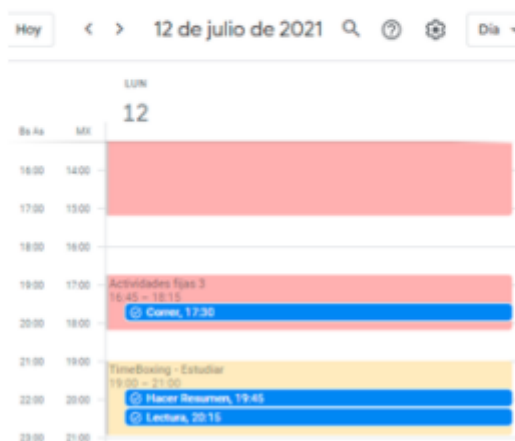 Hoy 12 de julio de 2021 Día
LUN
12
Bs As MX
16:00 14:00
17:00 15:00
18:00 16:00
19:00 17:00 Actividades fijas 3
16:45 – 18:15
Correr, 17:30
20:00 18:00
21:00 19:00 TimeBoxing - Estudiar
19:00 – 21:00
22:00 20:00 Hacer Resumen, 19:45
Lectura, 20:15
23:00 21:00